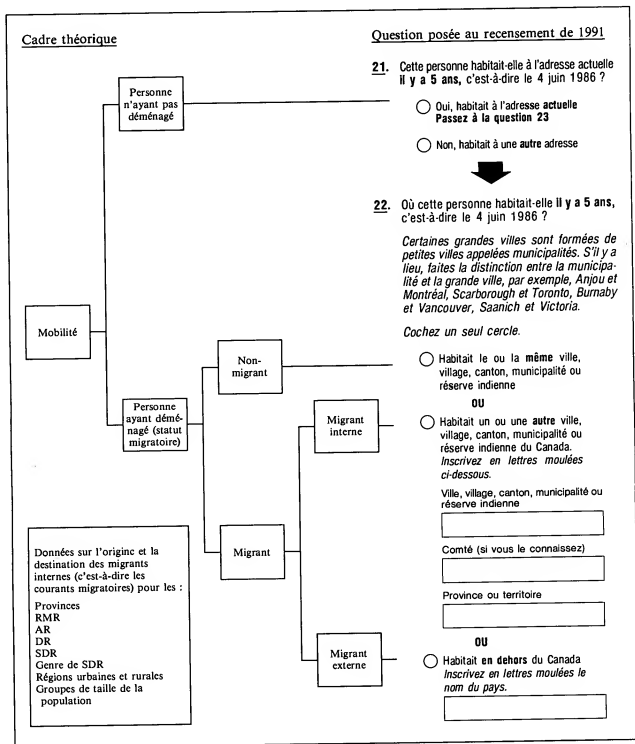 Cadre théorique
Question posée au recensement de 1991
Personne
n'ayant pas
déménagé
21. Cette personne habitait-elle à l'adresse actuelle
il y a 5 ans, c'est-à-dire le 4 juin 1986 ?
Oui, habitait à l'adresse actuelle
Passez à la question 23
Non, habitait à une autre adresse
22. Où cette personne habitait-elle il y a 5 ans,
c'est-à-dire le 4 juin 1986 ?
Certaines grandes villes sont formées de
petites villes appelées municipalités. S'il y a
lieu, faites la distinction entre la municipa-
lité et la grande ville, par exemple, Anjou et
Montréal, Scarborough et Toronto, Burnaby
et Vancouver, Saanich et Victoria.
Cochez un seul cercle.
Mobilité
Personne
ayant démé-
nagé (statut
migratoire)
Non-
migrant
Habitait le ou la même ville,
village, canton, municipalité ou
réserve indienne
OU
Migrant
interne
Habitait un ou une autre ville,
village, canton, municipalité ou
réserve indienne du Canada.
Inscrivez en lettres moulées
ci-dessous.
Ville, village, canton, municipalité ou
réserve indienne
Comté (si vous le connaissez)
Province ou territoire
OU
Migrant
Migrant
externe
Habitait en dehors du Canada
Inscrivez en lettres moulées le
nom du pays.
Données sur l'origine et la
destination des migrants
internes (c'est-à-dire les
courants migratoires) pour les :
Provinces
RMR
AR
DR
SDR
Genre de SDR
Régions urbaines et rurales
Groupes de taille de la
population